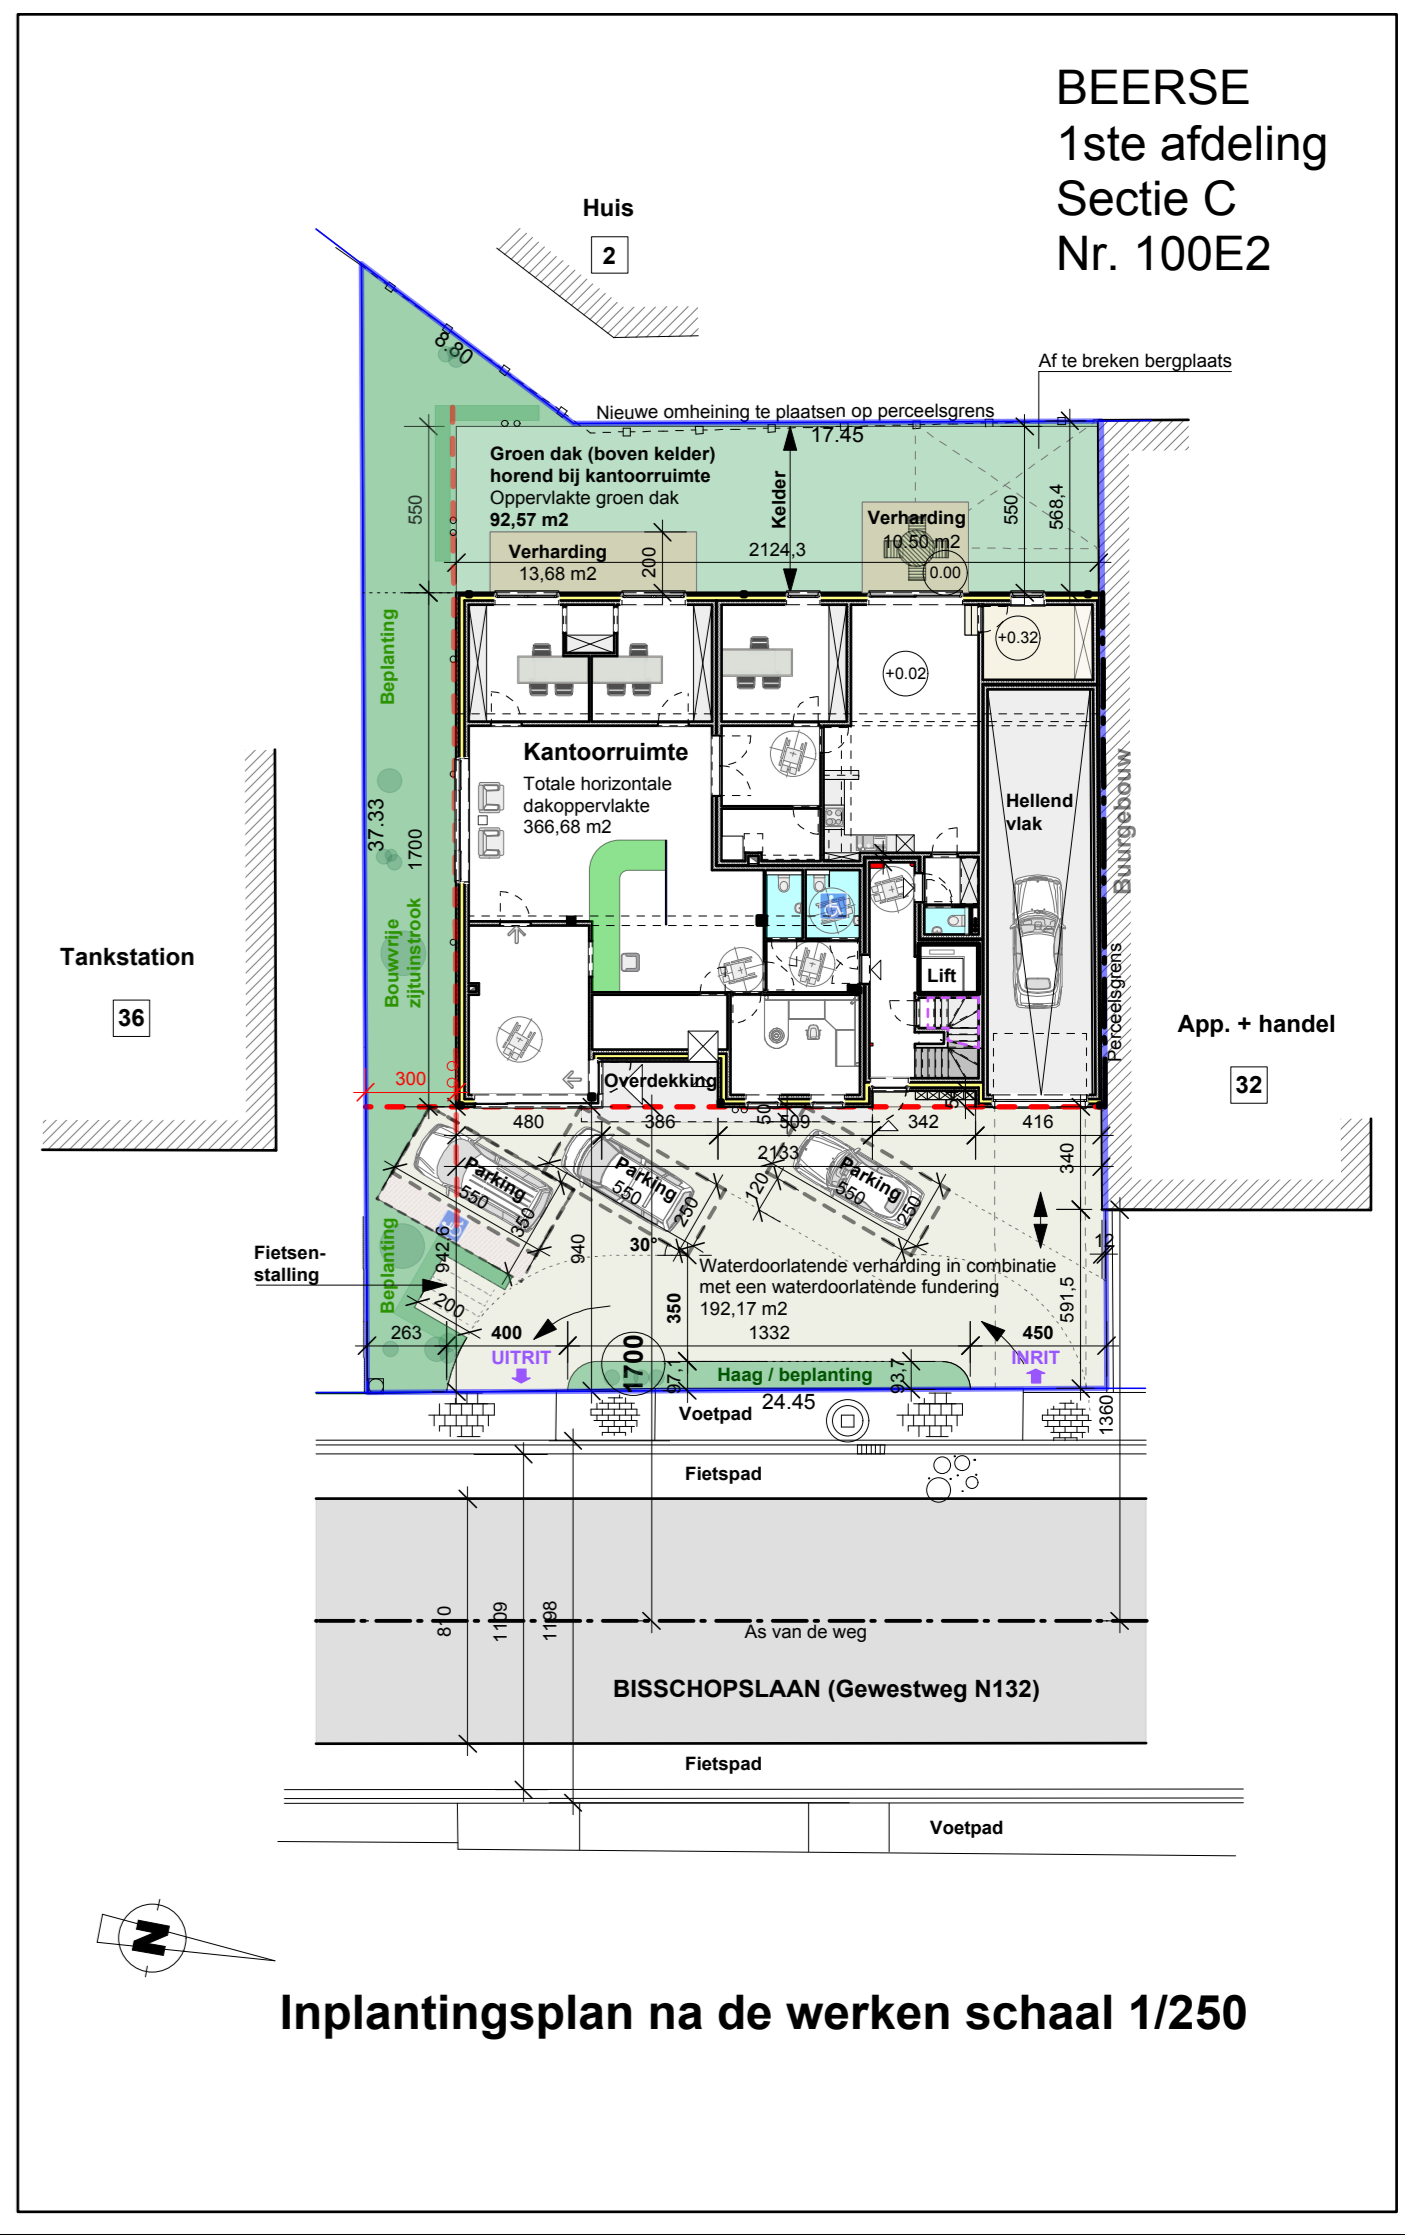 BEERSE
1ste afdeling
Sectie C
Nr. 100E2
Huis
2
Af te breken bergplaats
8.80
Nieuwe omheining te plaatsen op perceelsgrens
17.45
Groen dak (boven kelder)
horend bij kantoorruimte
Oppervlakte groen dak
92,57 m2
Kelder
550
550
568,4
Verharding
13,68 m2
200
2124,3
Verharding
10.50 m2
0.00
+0.32
+0.02
Beplanting
Kantoorruimte
Totale horizontale
dakoppervlakte
366,68 m2
Hellend
vlak
Buurgebouw
37.33
1700
Bouwvrije
zijtuinstrook
Tankstation
36
Lift
Perceelsgrens
App. + handel
32
300
Overdekking
50
5
480
386
509
342
416
2133
340
Parking
550
350
Parking
550
250
120
Parking
550
250
30°
12
Fietsen-
stalling
Beplanting
942,6
940
200
Waterdoorlatende verharding in combinatie
met een waterdoorlatende fundering
192,17 m2
350
591,5
263
400
1332
450
UITRIT
INRIT
1700
97,1
Haag / beplanting
93,7
24.45
Voetpad
1360
Fietspad
810
1109
1198
As van de weg
BISSCHOPSLAAN (Gewestweg N132)
Fietspad
Voetpad
N
Inplantingsplan na de werken schaal 1/250